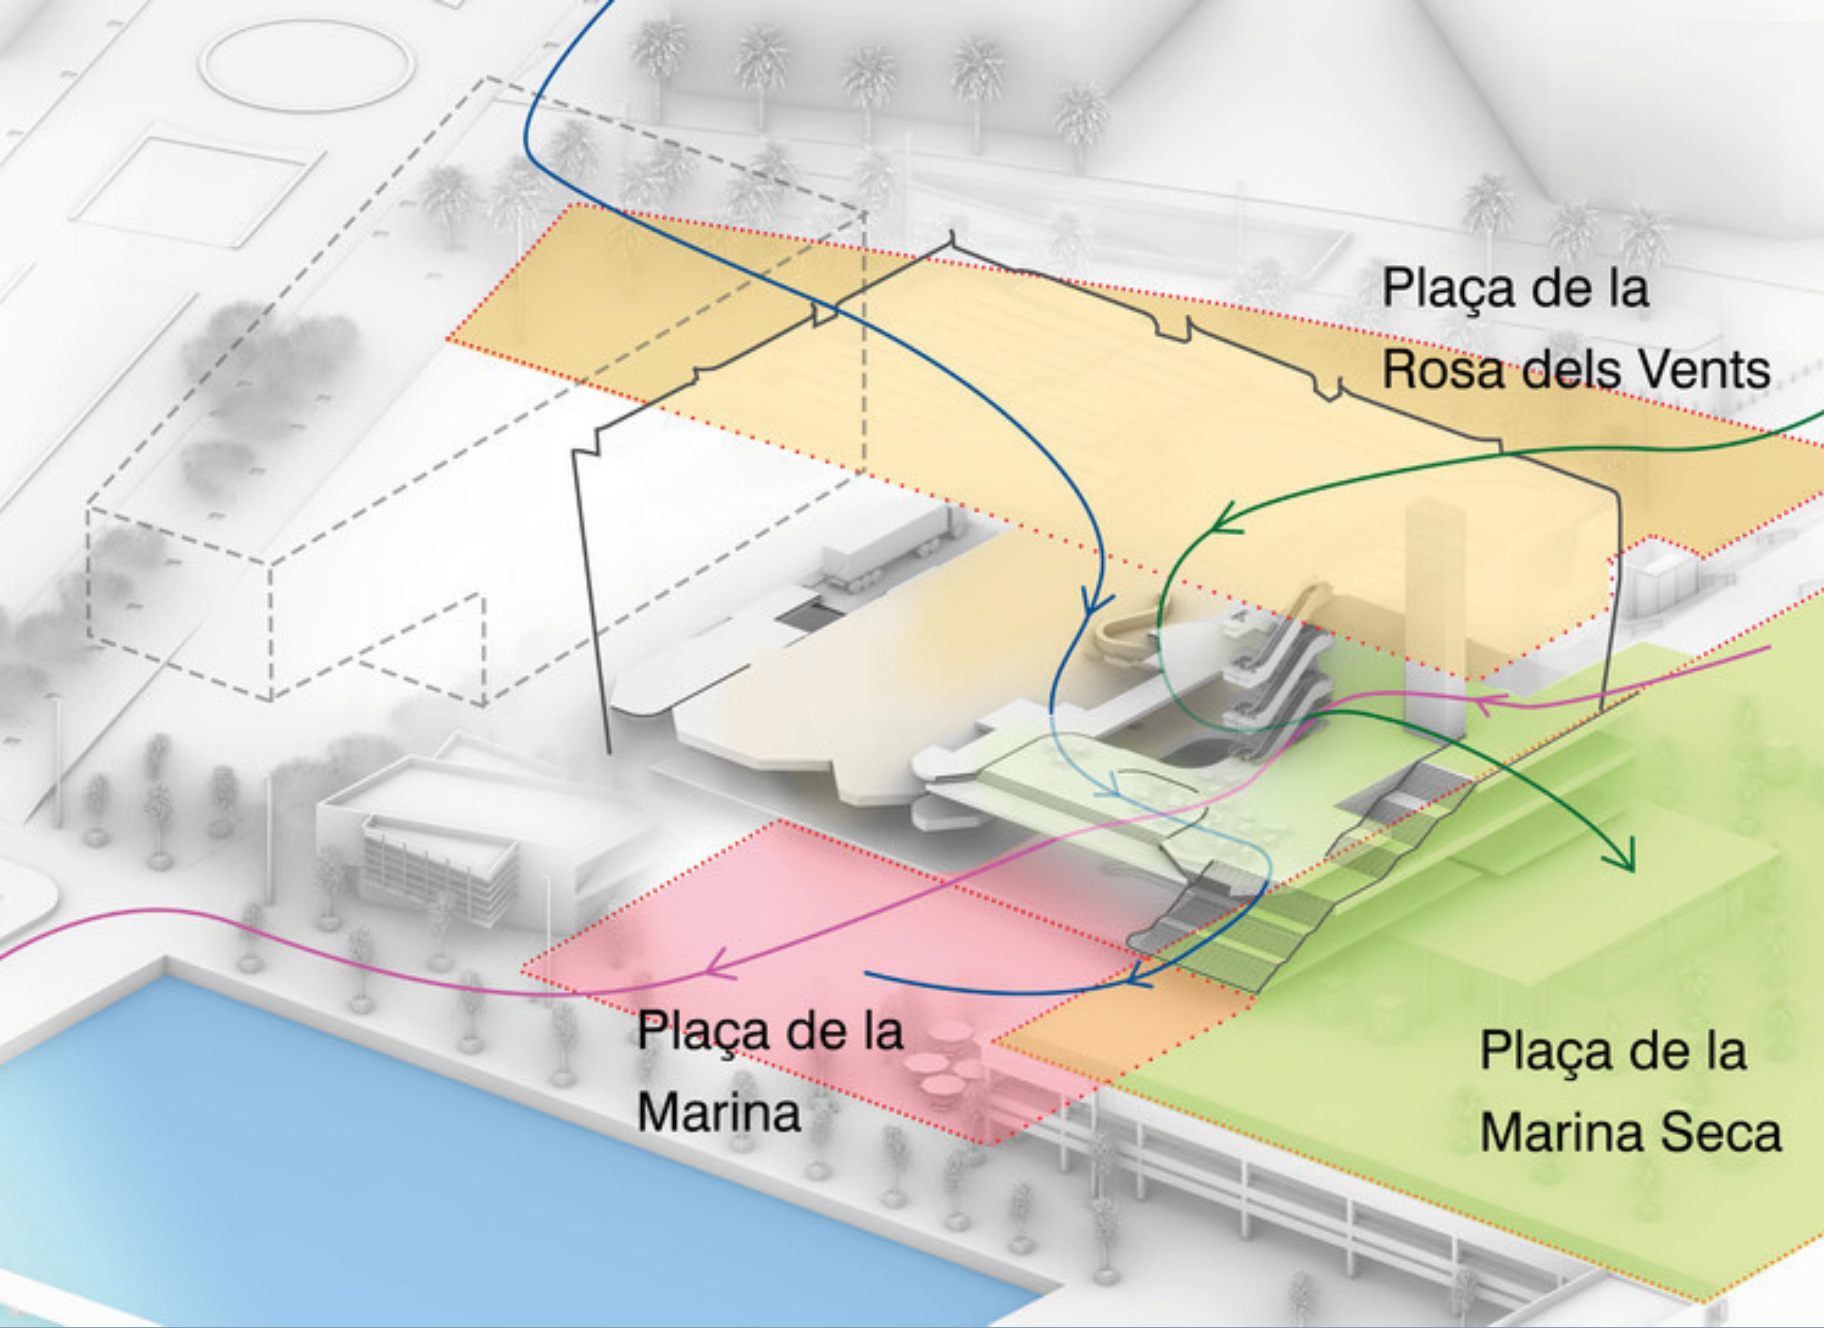 Plaça de la
Rosa dels Vents
Plaça de la
Marina
Plaça de la
Marina Seca